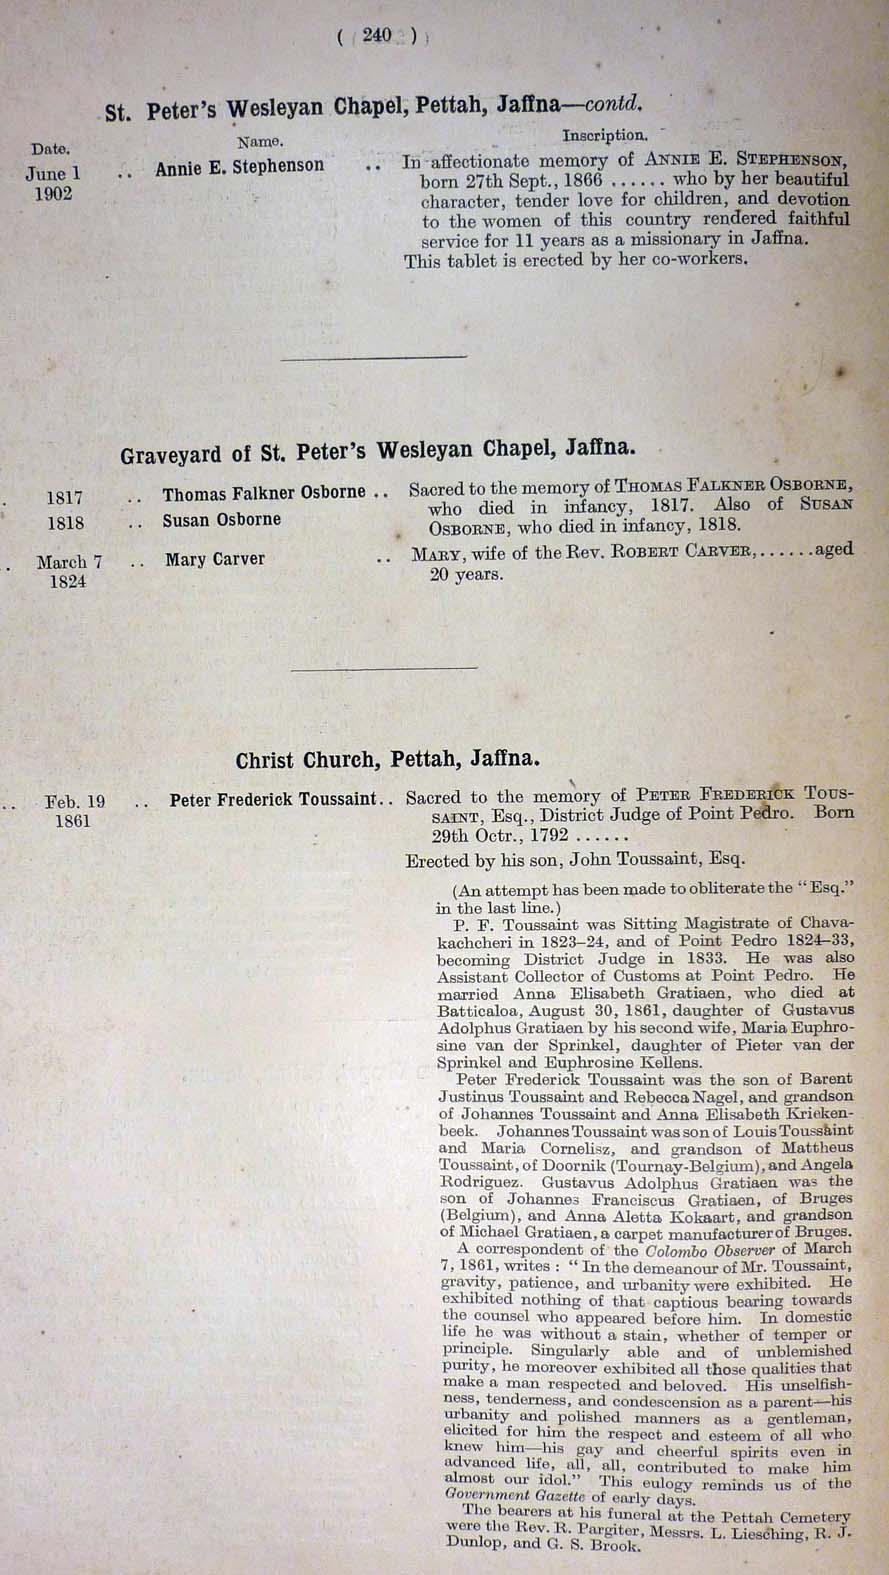 ( 240 )
St. Peter's Wesleyan Chapel, Pettah, Jaffna—contd.
Date. Name. Inscription.
June 1 .. Annie E. Stephenson .. In affectionate memory of ANNIE E. STEPHENSON,
1902 born 27th Sept., 1866 ...... who by her beautiful
character, tender love for children, and devotion
to the women of this country rendered faithful
service for 11 years as a missionary in Jaffna.
This tablet is erected by her co-workers.
Graveyard of St. Peter's Wesleyan Chapel, Jaffna.
1817 .. Thomas Falkner Osborne .. Sacred to the memory of THOMAS FALKNER OSBORNE,
who died in infancy, 1817. Also of SUSAN
1818 .. Susan Osborne OSBORNE, who died in infancy, 1818.
.. March 7 .. Mary Carver .. MARY, wife of the Rev. ROBERT CARVER,......aged
1824 20 years.
Christ Church, Pettah, Jaffna.
.. Feb. 19 .. Peter Frederick Toussaint.. Sacred to the memory of PETER FREDERICK TOUS-
1861 SAINT, Esq., District Judge of Point Pedro. Born
29th Octr., 1792 ......
Erected by his son, John Toussaint, Esq.
(An attempt has been made to obliterate the "Esq."
in the last line.)
P. F. Toussaint was Sitting Magistrate of Chava-
kachcheri in 1823–24, and of Point Pedro 1824–33,
becoming District Judge in 1833. He was also
Assistant Collector of Customs at Point Pedro. He
married Anna Elisabeth Gratiaen, who died at
Batticaloa, August 30, 1861, daughter of Gustavus
Adolphus Gratiaen by his second wife, Maria Euphro-
sine van der Sprinkel, daughter of Pieter van der
Sprinkel and Euphrosine Kellens.
Peter Frederick Toussaint was the son of Barent
Justinus Toussaint and Rebecca Nagel, and grandson
of Johannes Toussaint and Anna Elisabeth Krieken-
beek. Johannes Toussaint was son of Louis Toussaint
and Maria Cornelisz, and grandson of Mattheus
Toussaint, of Doornik (Tournay-Belgium), and Angela
Rodriguez. Gustavus Adolphus Gratiaen was the
son of Johannes Franciscus Gratiaen, of Bruges
(Belgium), and Anna Aletta Kokaart, and grandson
of Michael Gratiaen, a carpet manufacturer of Bruges.
A correspondent of the Colombo Observer of March
7, 1861, writes : "In the demeanour of Mr. Toussaint,
gravity, patience, and urbanity were exhibited. He
exhibited nothing of that captious bearing towards
the counsel who appeared before him. In domestic
life he was without a stain, whether of temper or
principle. Singularly able and of unblemished
purity, he moreover exhibited all those qualities that
make a man respected and beloved. His unselfish-
ness, tenderness, and condescension as a parent—his
urbanity and polished manners as a gentleman,
elicited for him the respect and esteem of all who
knew him—his gay and cheerful spirits even in
advanced life, all, all, contributed to make him
almost our idol." This eulogy reminds us of the
Government Gazette of early days.
The bearers at his funeral at the Pettah Cemetery
were the Rev. R. Pargiter, Messrs. L. Liesching, R. J.
Dunlop, and G. S. Brook.